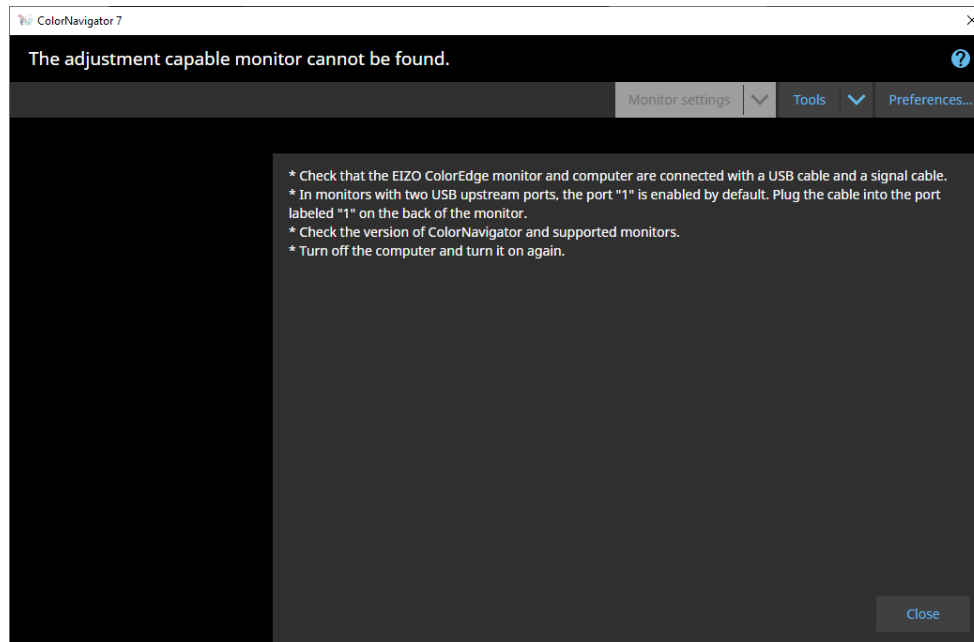 ColorNavigator 7
The adjustment capable monitor cannot be found.
?
Monitor settings
Tools
Preferences...
* Check that the EIZO ColorEdge monitor and computer are connected with a USB cable and a signal cable.
* In monitors with two USB upstream ports, the port "1" is enabled by default. Plug the cable into the port
labeled "1" on the back of the monitor.
* Check the version of ColorNavigator and supported monitors.
* Turn off the computer and turn it on again.
Close